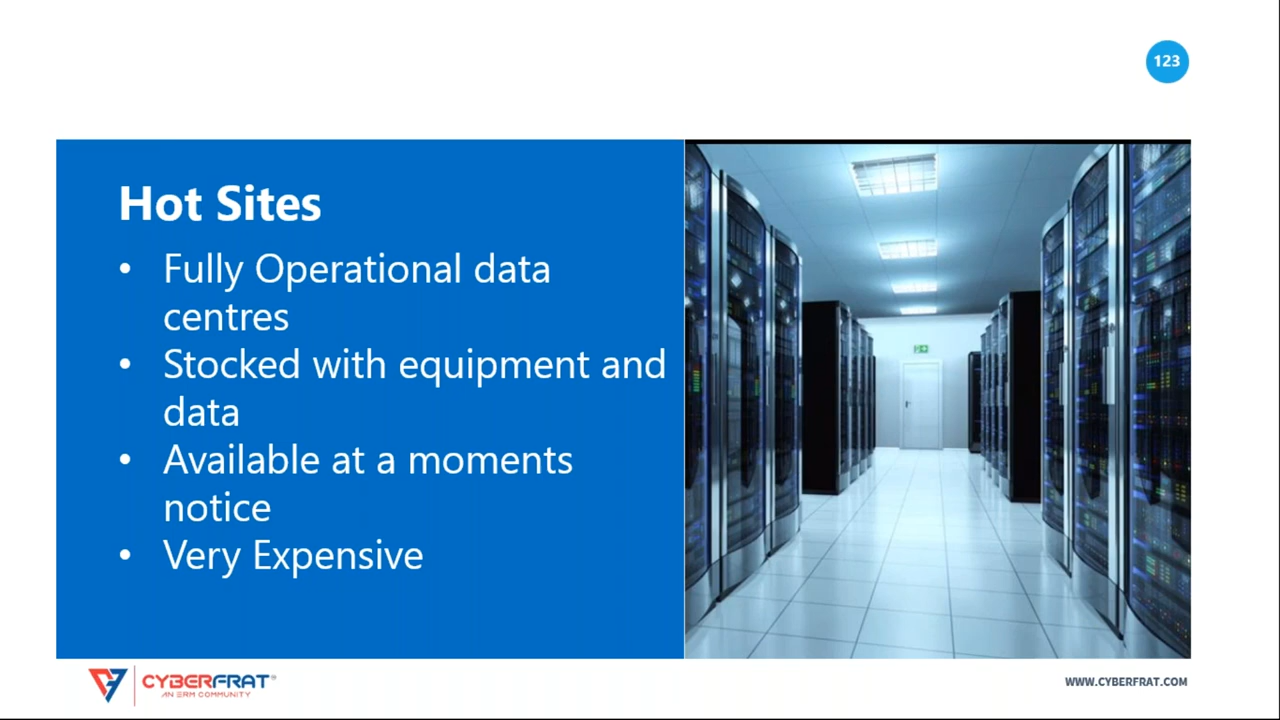 123
Hot Sites
• Fully Operational data
centres
• Stocked with equipment and
data
• Available at a moments
notice
• Very Expensive
CYBERFRAT
AN ERM COMMUNITY
WWW.CYBERFRAT.COM